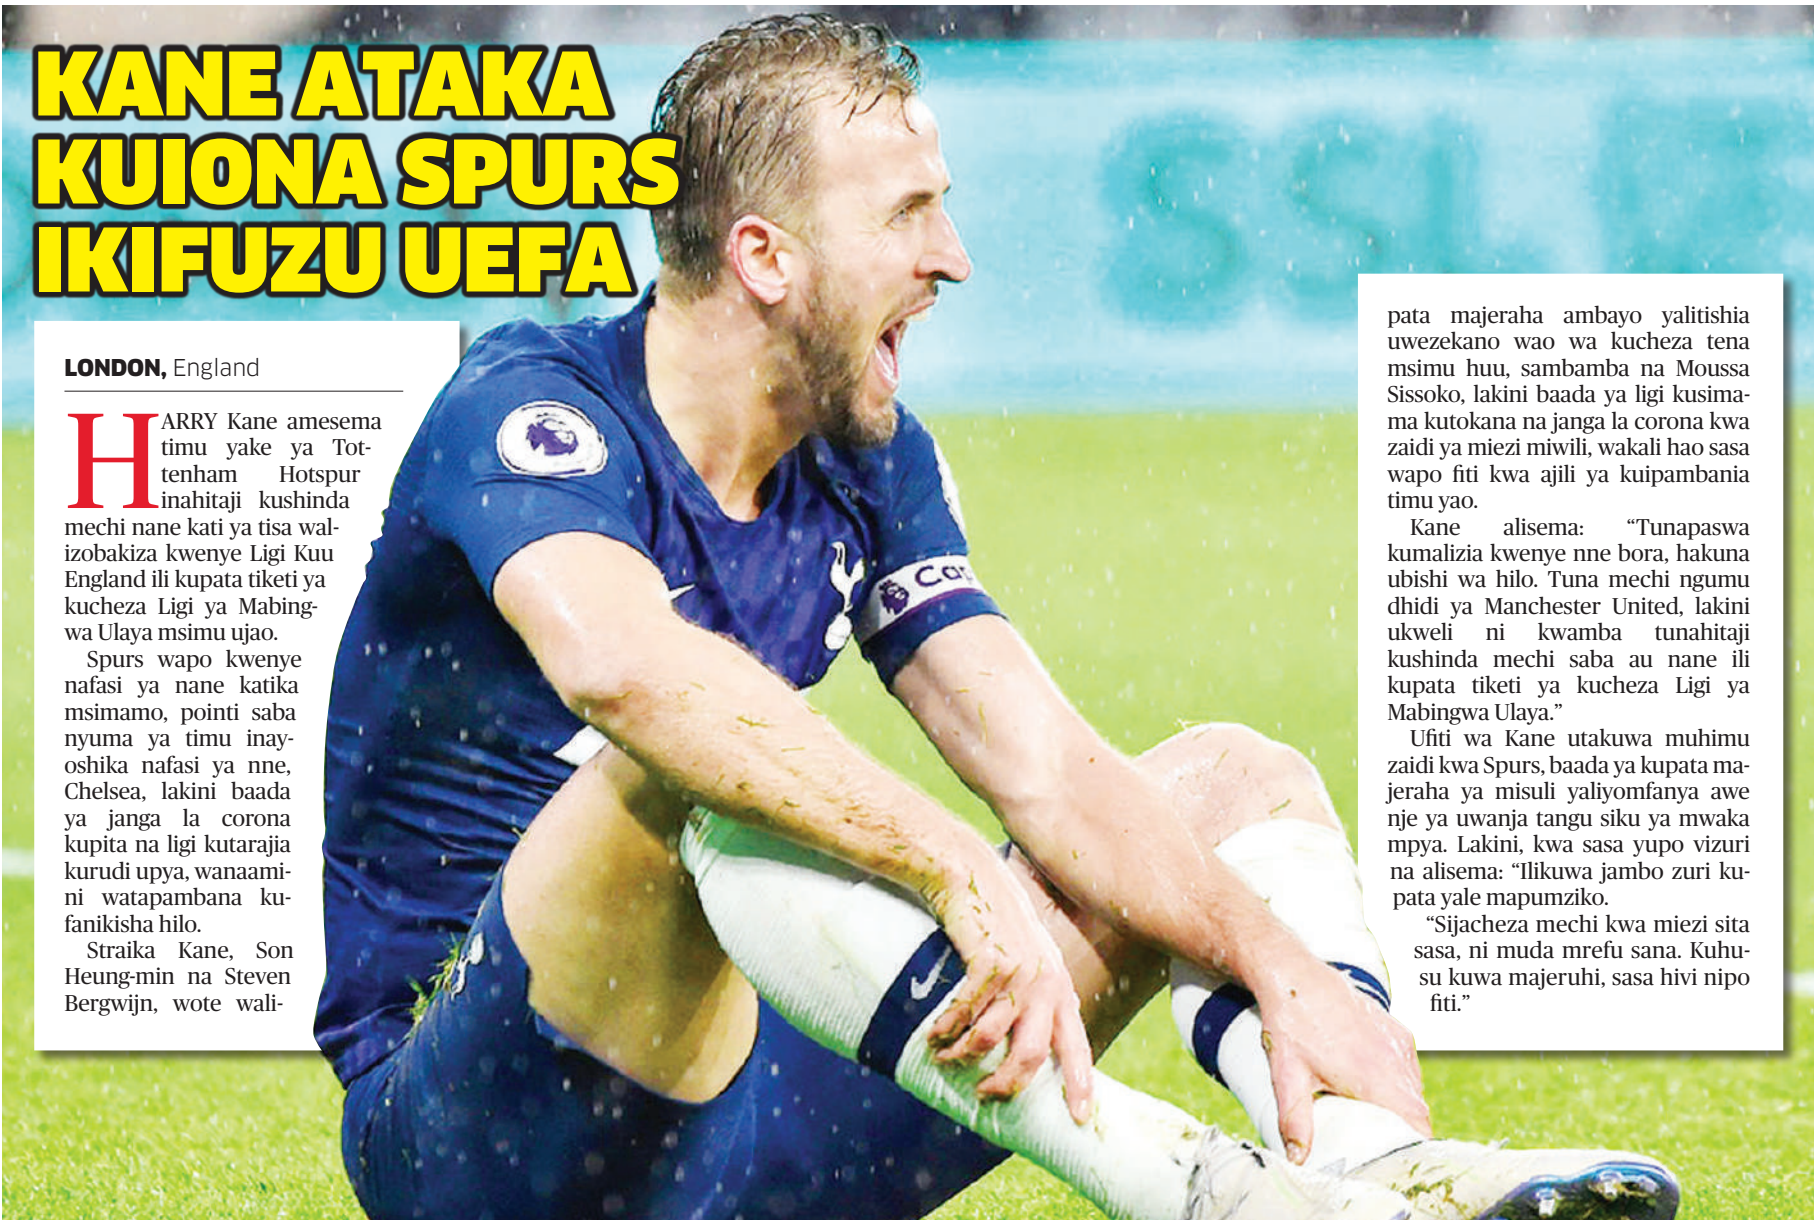 KANE ATAKA
KUIONA SPURS
IKIFUZU UEFA
LONDON, England
HARRY Kane amesema
timu yake ya Tot-
tenham Hotspur
inahitaji kushinda
mechi nane kati ya tisa wal-
izobakiza kwenye Ligi Kuu
England ili kupata tiketi ya
kucheza Ligi ya Mabing-
wa Ulaya msimu ujao.
Spurs wapo kwenye
nafasi ya nane katika
msimamo, pointi saba
nyuma ya timu inay-
oshika nafasi ya nne,
Chelsea, lakini baada
ya janga la corona
kupita na ligi kutarajia
kurudi upya, wanaami-
ni watapambana ku-
fanikisha hilo.
Straika Kane, Son
Heung-min na Steven
Bergwijn, wote wali-
pata majeraha ambayo yalitishia
uwezekano wao wa kucheza tena
msimu huu, sambamba na Moussa
Sissoko, lakini baada ya ligi kusima-
ma kutokana na janga la corona kwa
zaidi ya miezi miwili, wakali hao sasa
wapo fiti kwa ajili ya kuipambania
timu yao.
Kane alisema: “Tunapaswa
kumalizia kwenye nne bora, hakuna
ubishi wa hilo. Tuna mechi ngumu
dhidi ya Manchester United, lakini
ukweli ni kwamba tunahitaji
kushinda mechi saba au nane ili
kupata tiketi ya kucheza Ligi ya
Mabingwa Ulaya.”
Ufiti wa Kane utakuwa muhimu
zaidi kwa Spurs, baada ya kupata ma-
jeraha ya misuli yaliyomfanya awe
nje ya uwanja tangu siku ya mwaka
mpya. Lakini, kwa sasa yupo vizuri
na alisema: “Ilikuwa jambo zuri ku-
pata yale mapumziko.
“Sijacheza mechi kwa miezi sita
sasa, ni muda mrefu sana. Kuhu-
su kuwa majeruhi, sasa hivi nipo
fiti.”
Cap